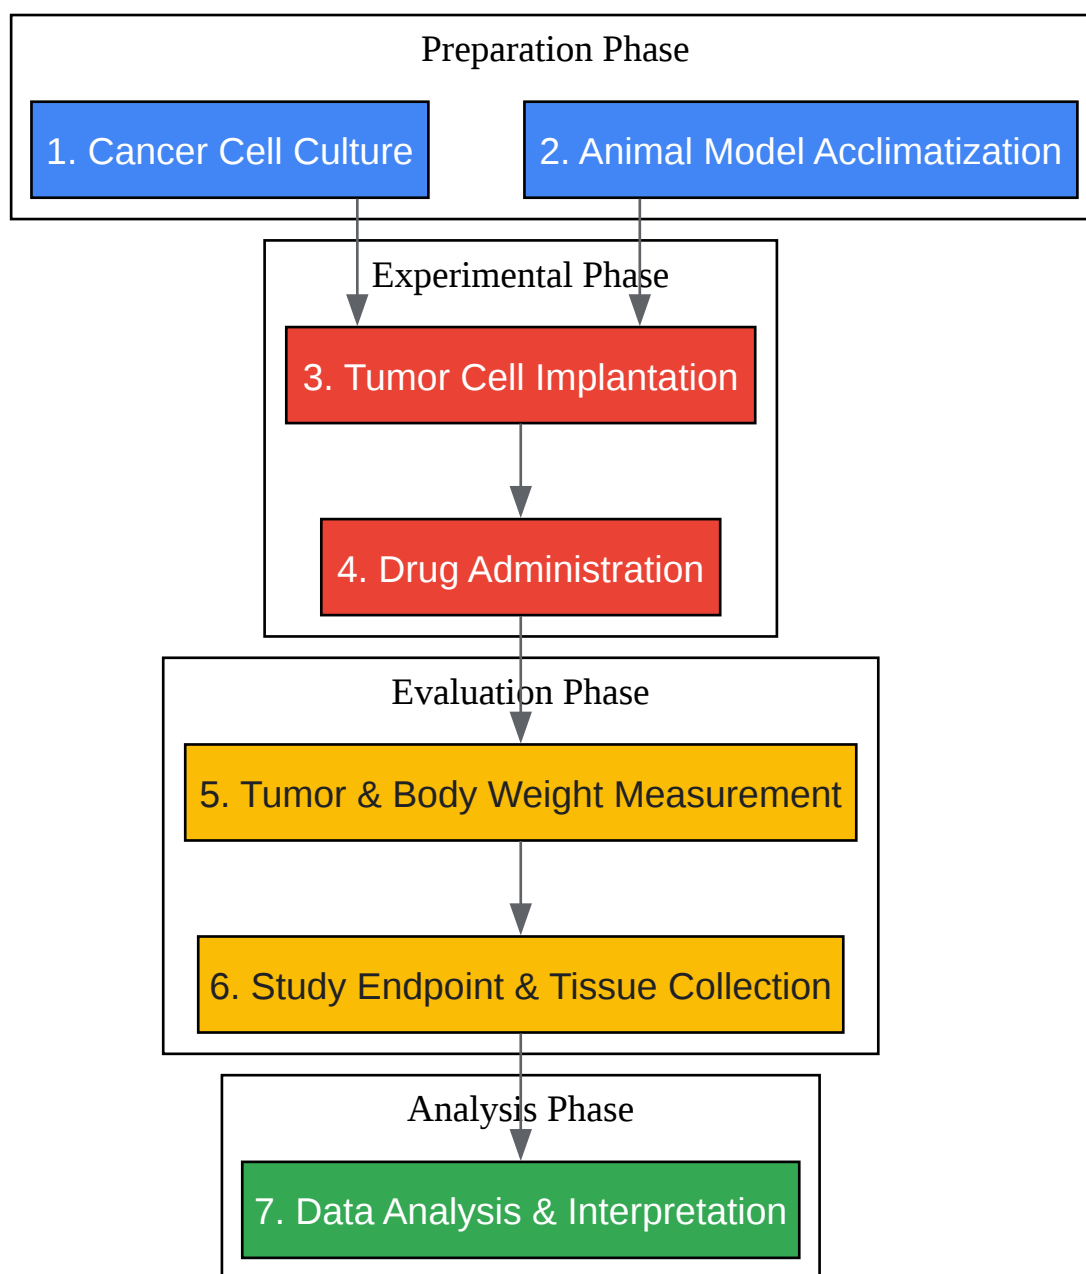 Preparation Phase
1. Cancer Cell Culture
2. Animal Model Acclimatization
Experimental Phase
3. Tumor Cell Implantation
4. Drug Administration
Evaluation Phase
5. Tumor & Body Weight Measurement
6. Study Endpoint & Tissue Collection
Analysis Phase
7. Data Analysis & Interpretation